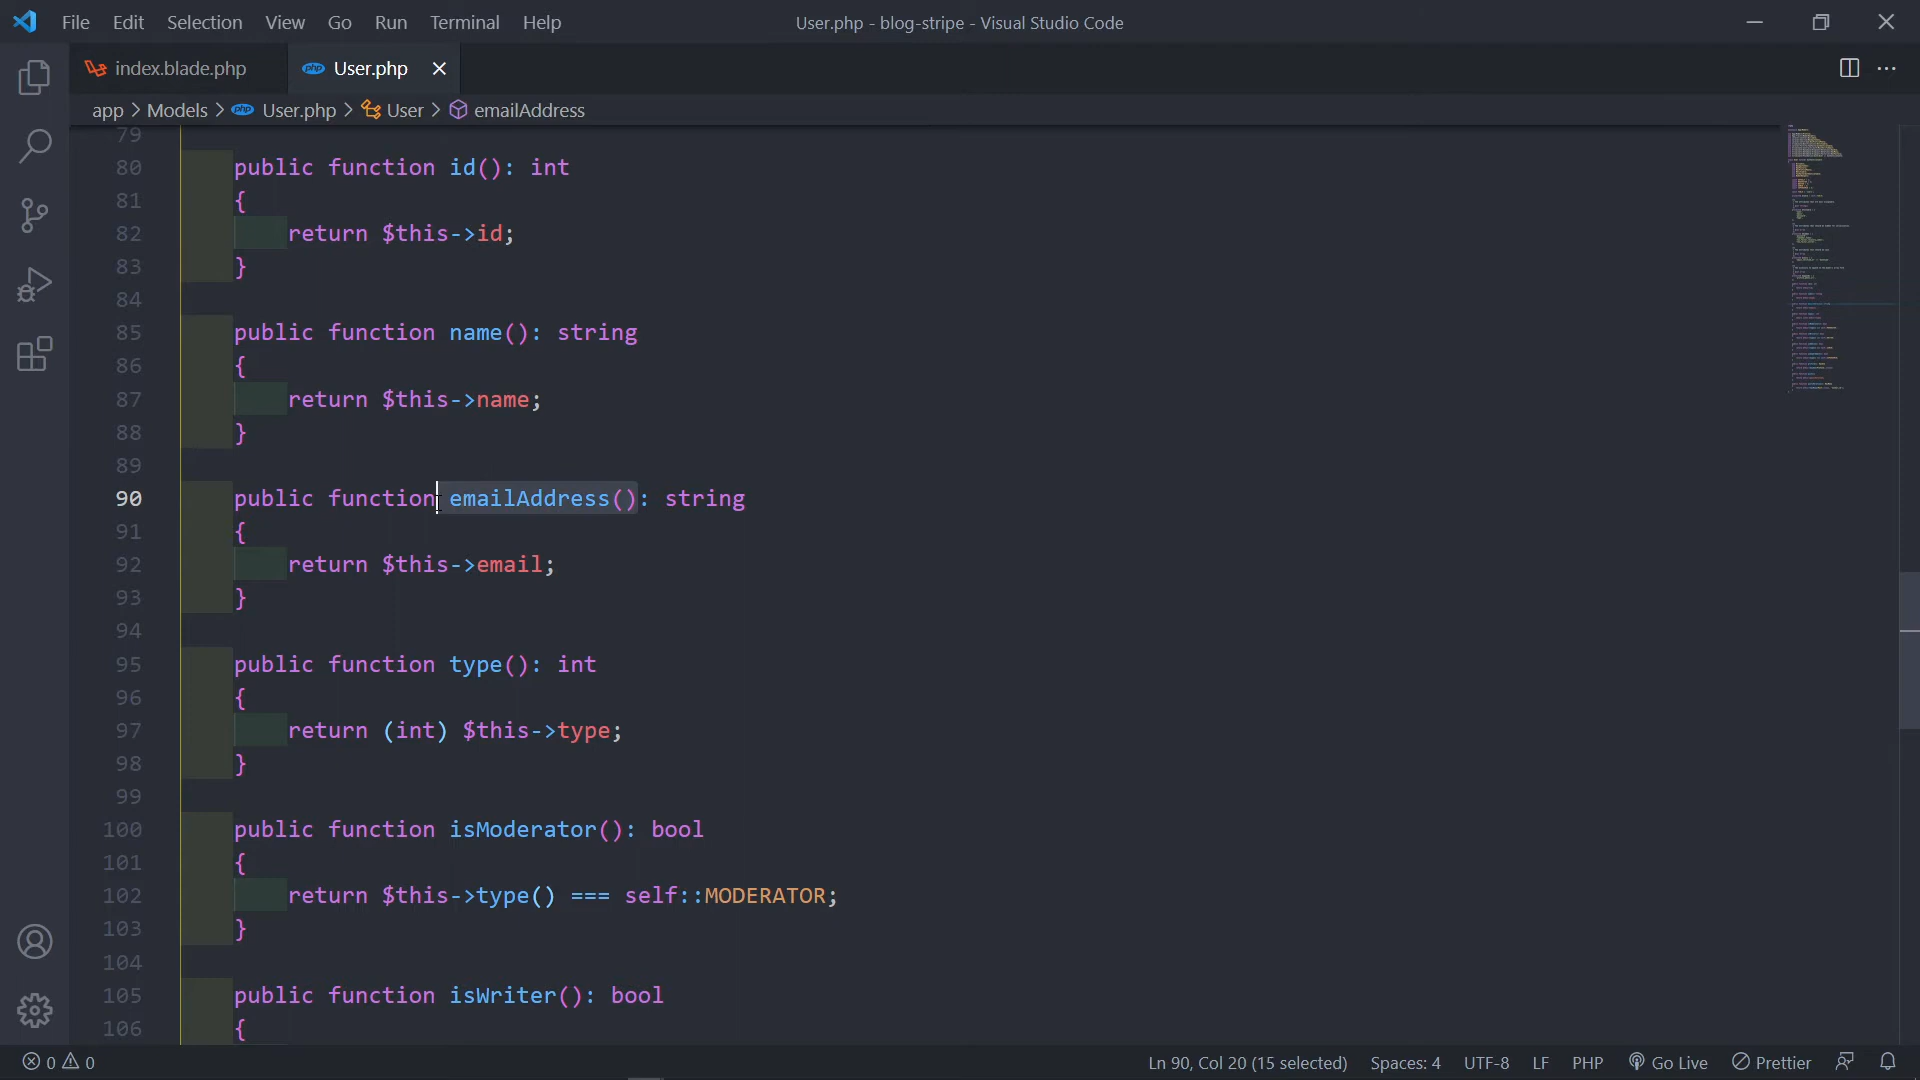 File Edit Selection View Go Run Terminal Help User.php - blog-stripe - Visual Studio Code
index.blade.php php User.php
app > Models > php User.php > User > emailAddress
79
80 public function id(): int
81 {
82 return $this->id;
83 }
84
85 public function name(): string
86 {
87 return $this->name;
88 }
89
90 public function emailAddress(): string
91 {
92 return $this->email;
93 }
94
95 public function type(): int
96 {
97 return (int) $this->type;
98 }
99
100 public function isModerator(): bool
101 {
102 return $this->type() === self::MODERATOR;
103 }
104
105 public function isWriter(): bool
106 {
0 0 Ln 90, Col 20 (15 selected) Spaces: 4 UTF-8 LF PHP Go Live Prettier